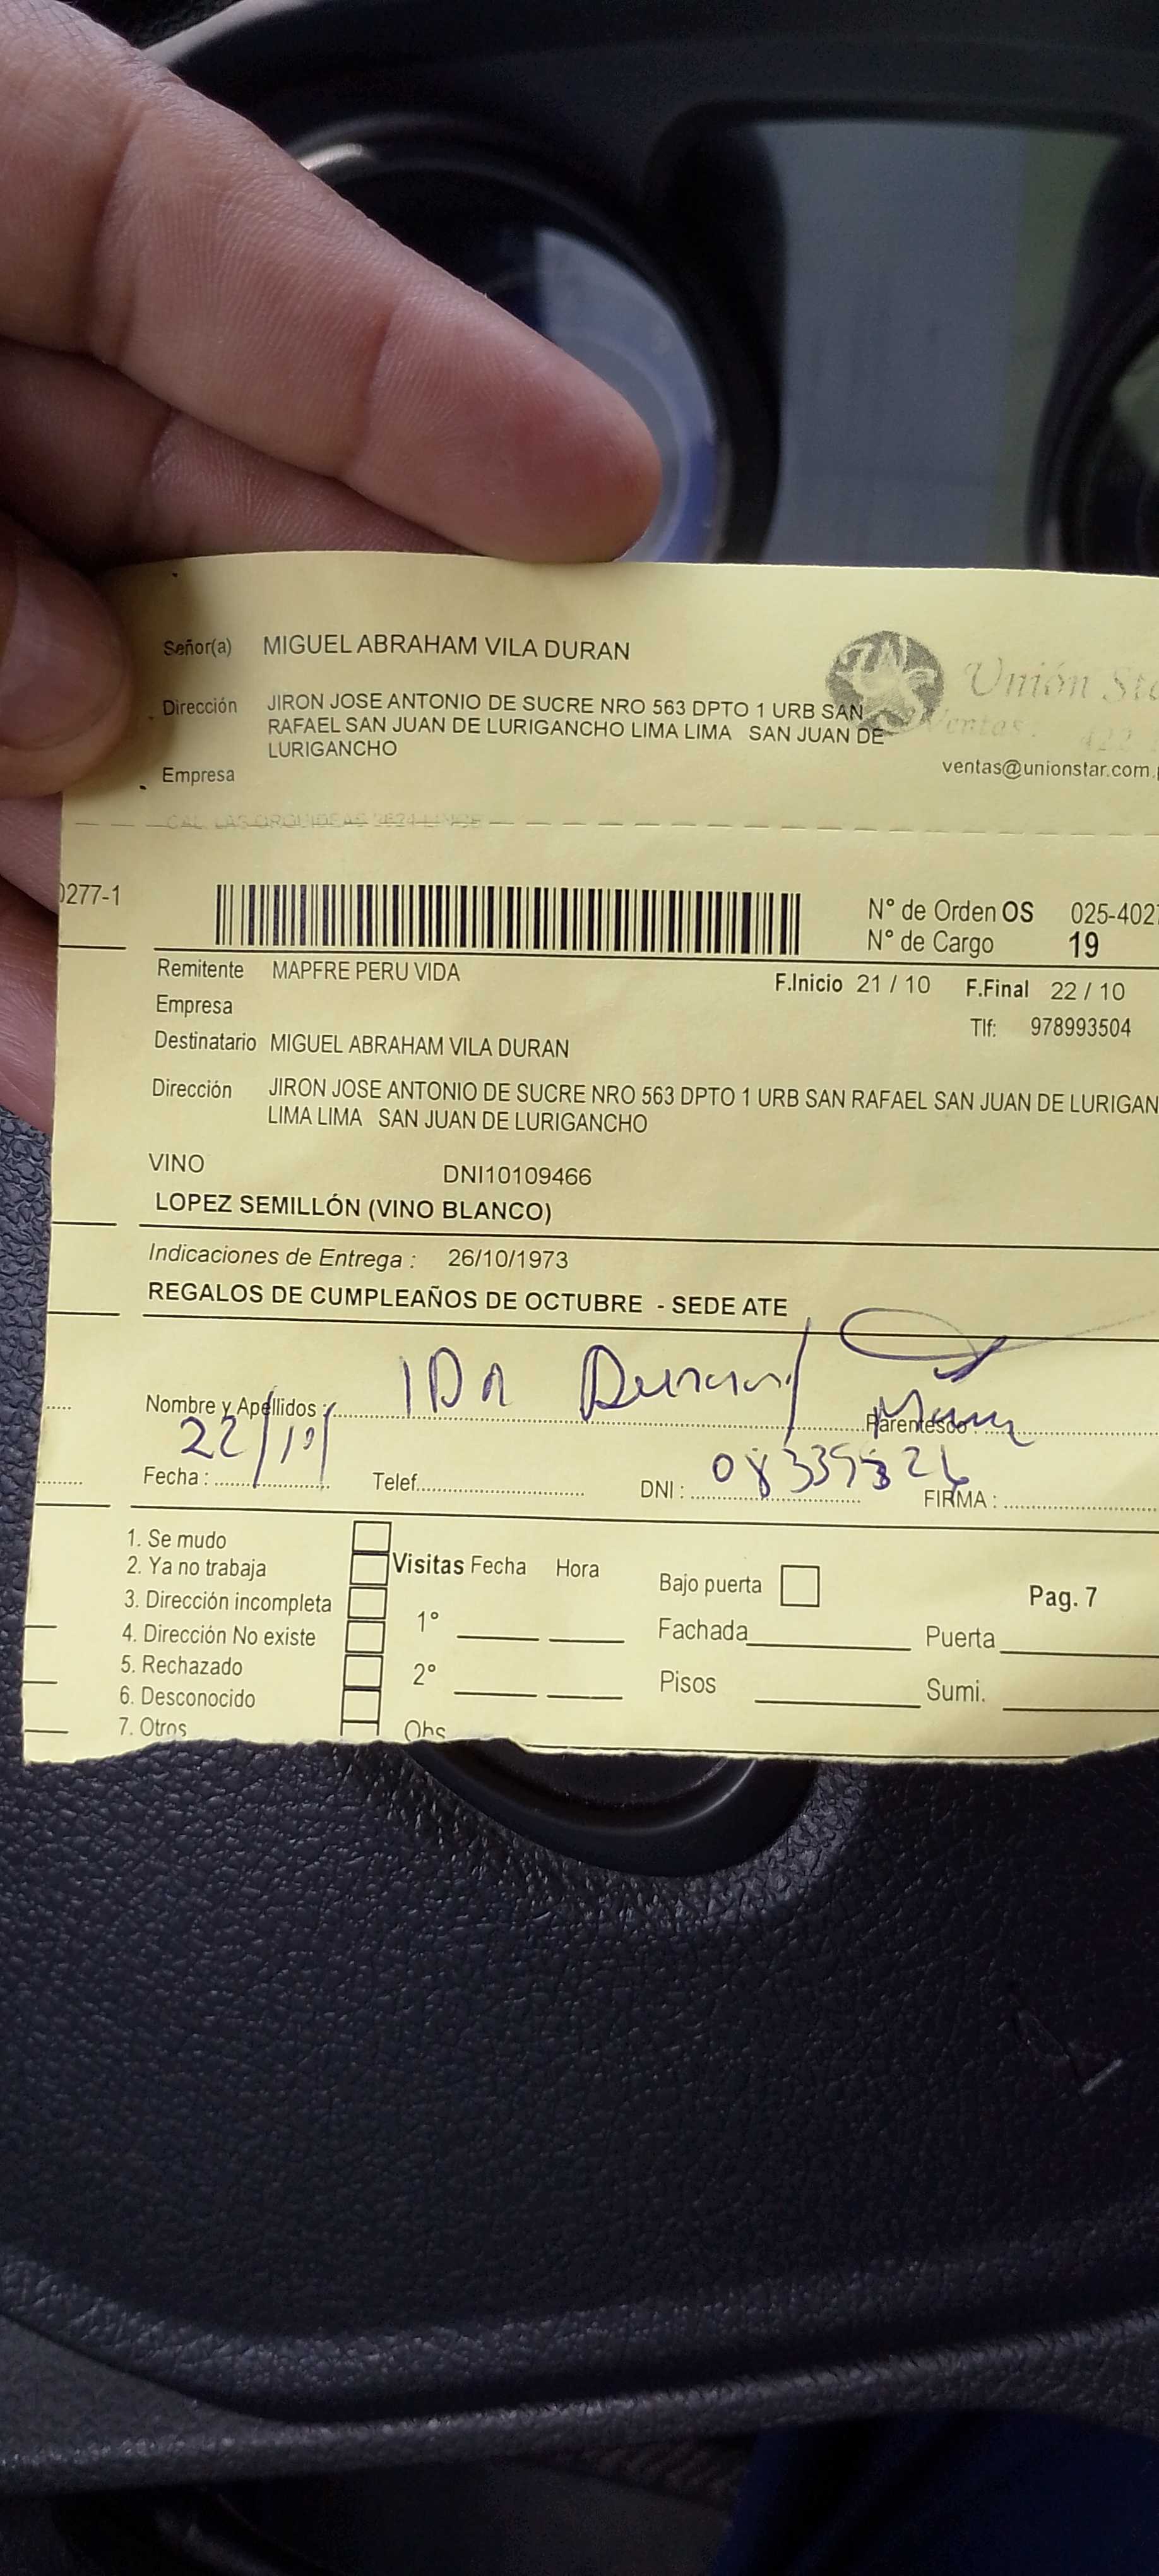 Señor(a) MIGUEL ABRAHAM VILA DURAN
Dirección JIRON JOSE ANTONIO DE SUCRE NRO 563 DPTO 1 URB SAN
RAFAEL SAN JUAN DE LURIGANCHO LIMA LIMA SAN JUAN DE
LURIGANCHO
Empresa
Unión
Ventas:
ventas@unionstar.com.
0277-1
N° de Orden OS 025-4027
N° de Cargo 19
Remitente MAPFRE PERU VIDA
F.Inicio 21 / 10 F.Final 22 / 10
Empresa
Tlf: 978993504
Destinatario MIGUEL ABRAHAM VILA DURAN
Dirección JIRON JOSE ANTONIO DE SUCRE NRO 563 DPTO 1 URB SAN RAFAEL SAN JUAN DE LURIGAN
LIMA LIMA SAN JUAN DE LURIGANCHO
VINO DNI10109466
LOPEZ SEMILLÓN (VINO BLANCO)
Indicaciones de Entrega : 26/10/1973
REGALOS DE CUMPLEAÑOS DE OCTUBRE - SEDE ATE
Nombre y Apellidos : IDA Parentesco :
Fecha : 22/10/ Telef. DNI : FIRMA :
1. Se mudo
2. Ya no trabaja
3. Dirección incompleta
4. Dirección No existe
5. Rechazado
6. Desconocido
7. Otros
Visitas Fecha Hora
1°
2°
Obs
Bajo puerta
Pag. 7
Fachada Puerta
Pisos Sumi.